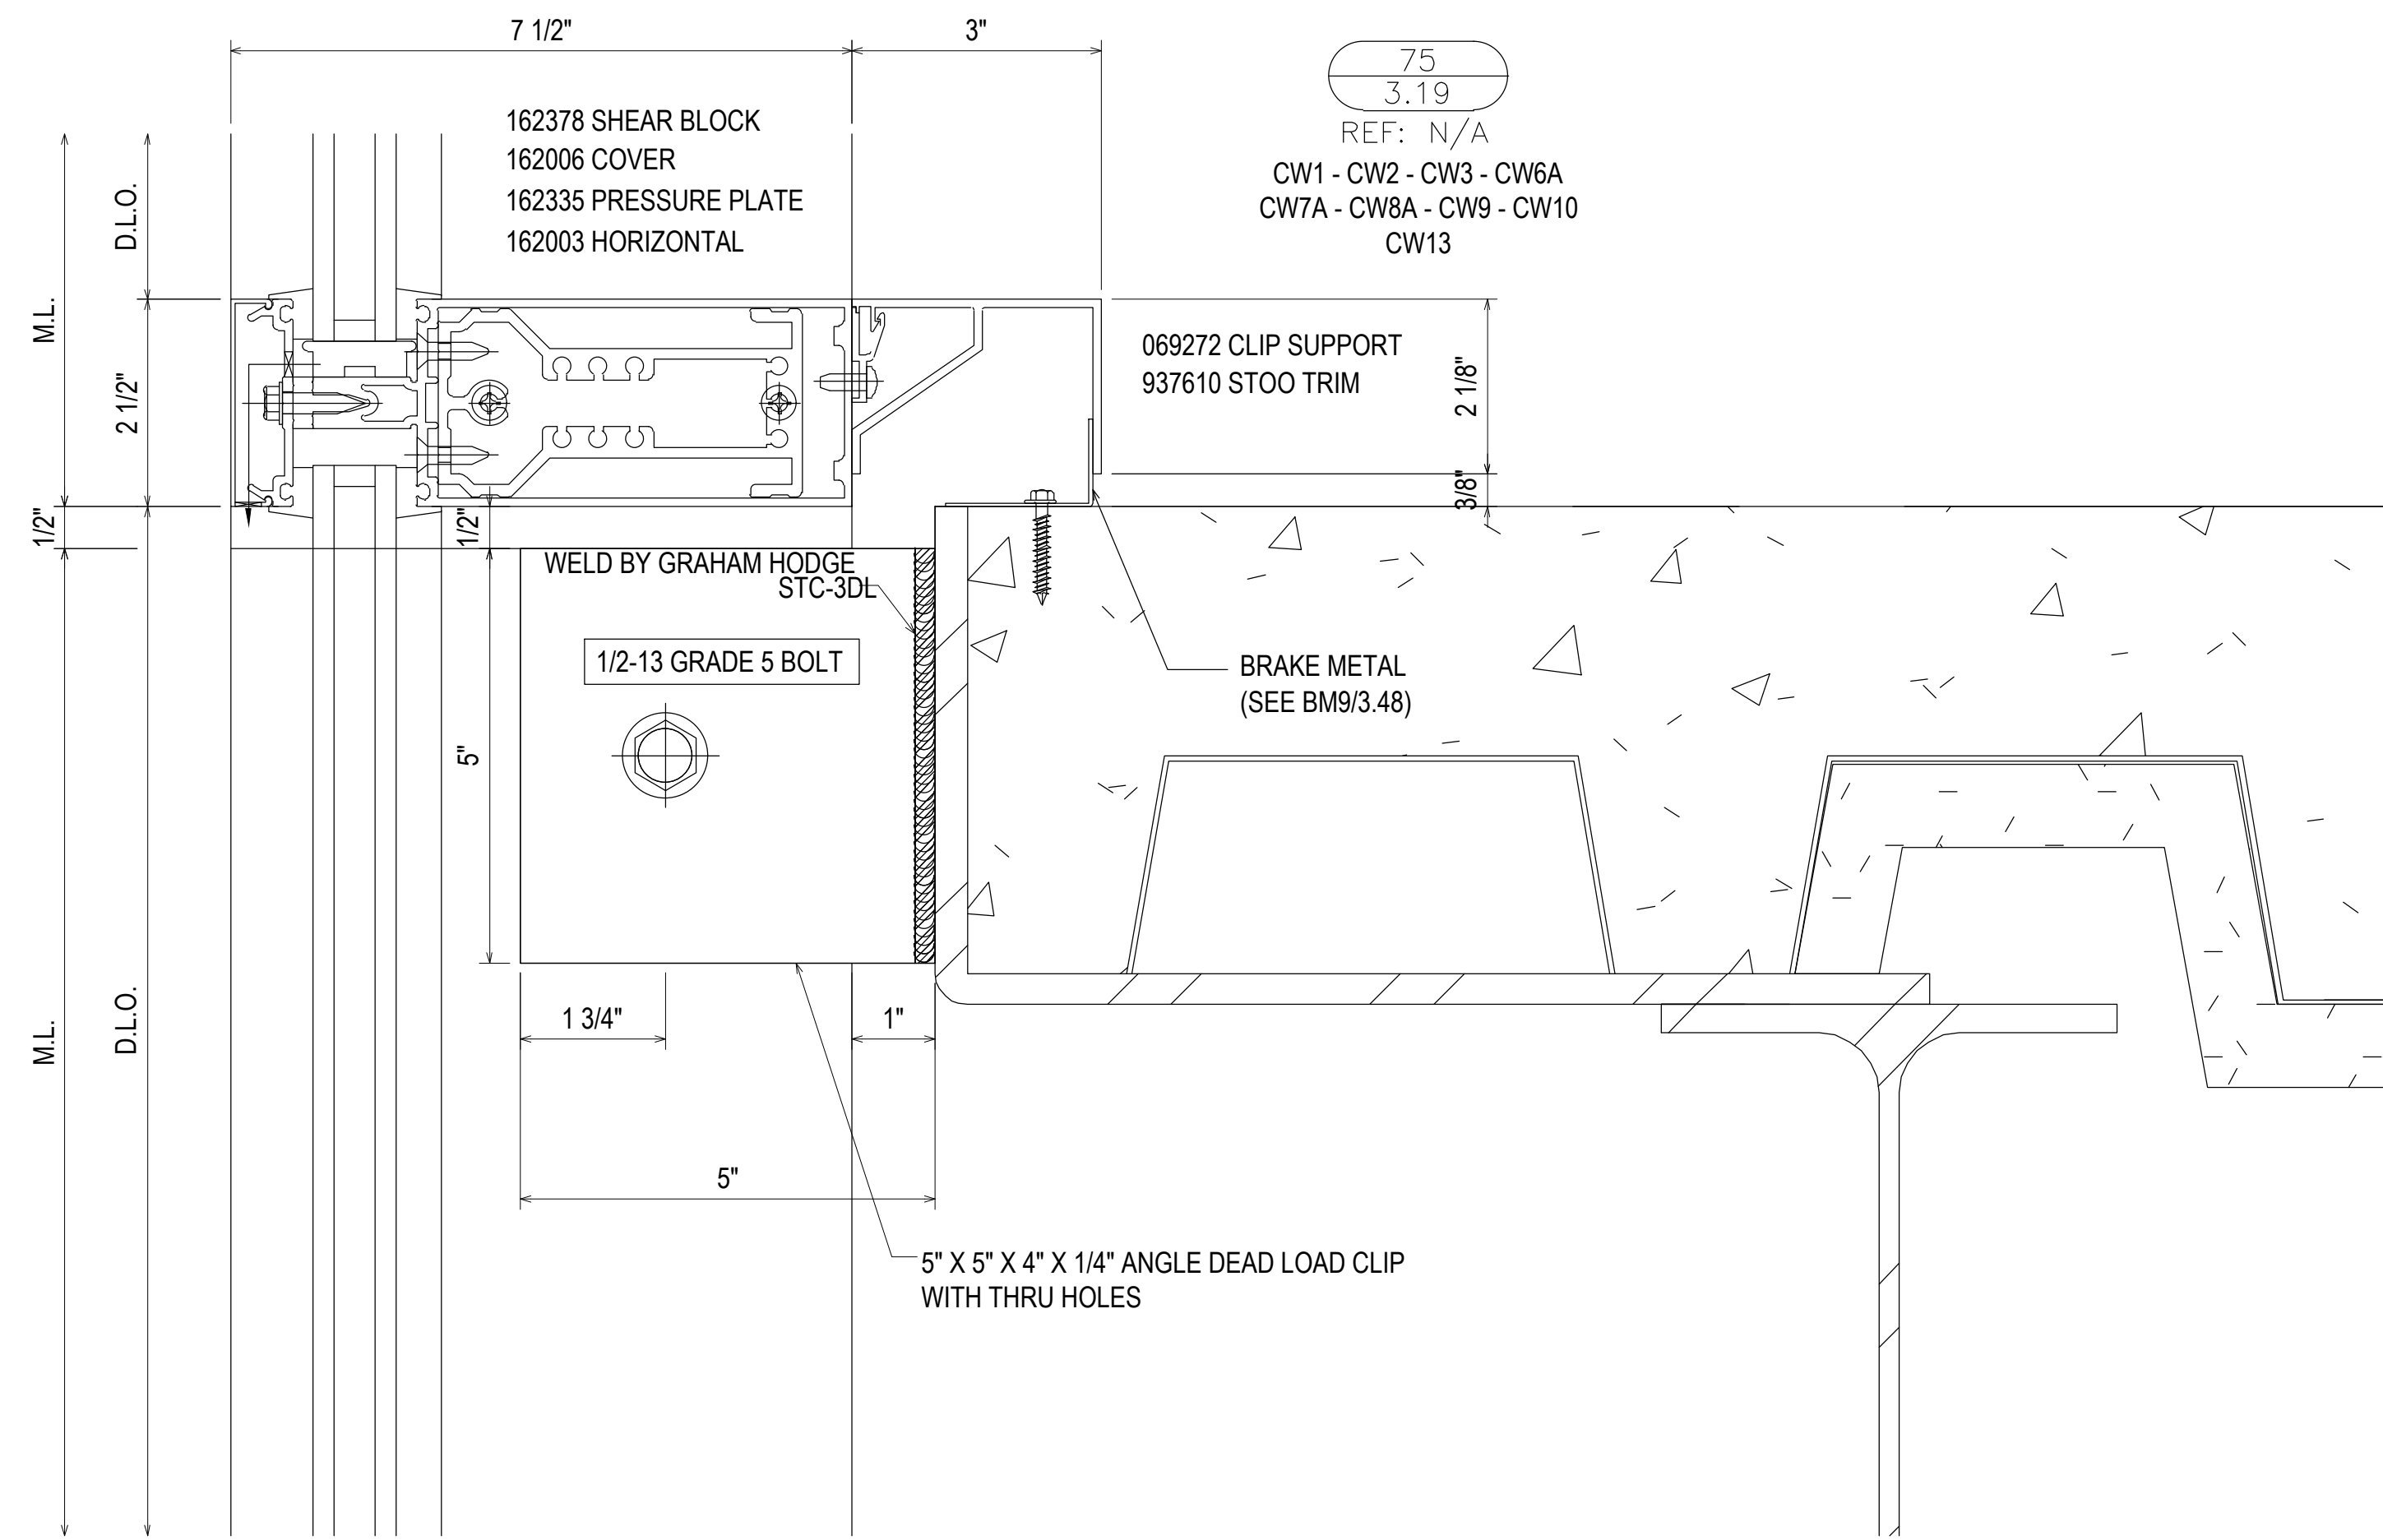 7 1/2"
3"
75
3.19
REF: N/A
CW1 - CW2 - CW3 - CW6A
CW7A - CW8A - CW9 - CW10
CW13
162378 SHEAR BLOCK
162006 COVER
162335 PRESSURE PLATE
162003 HORIZONTAL
D.L.O.
M.L.
2 1/2"
069272 CLIP SUPPORT
937610 STOO TRIM
2 1/8"
3/8"
1/2"
1/2"
WELD BY GRAHAM HODGE
STC-3DL
1/2-13 GRADE 5 BOLT
BRAKE METAL
(SEE BM9/3.48)
5"
M.L.
D.L.O.
1 3/4"
1"
5"
5" X 5" X 4" X 1/4" ANGLE DEAD LOAD CLIP
WITH THRU HOLES